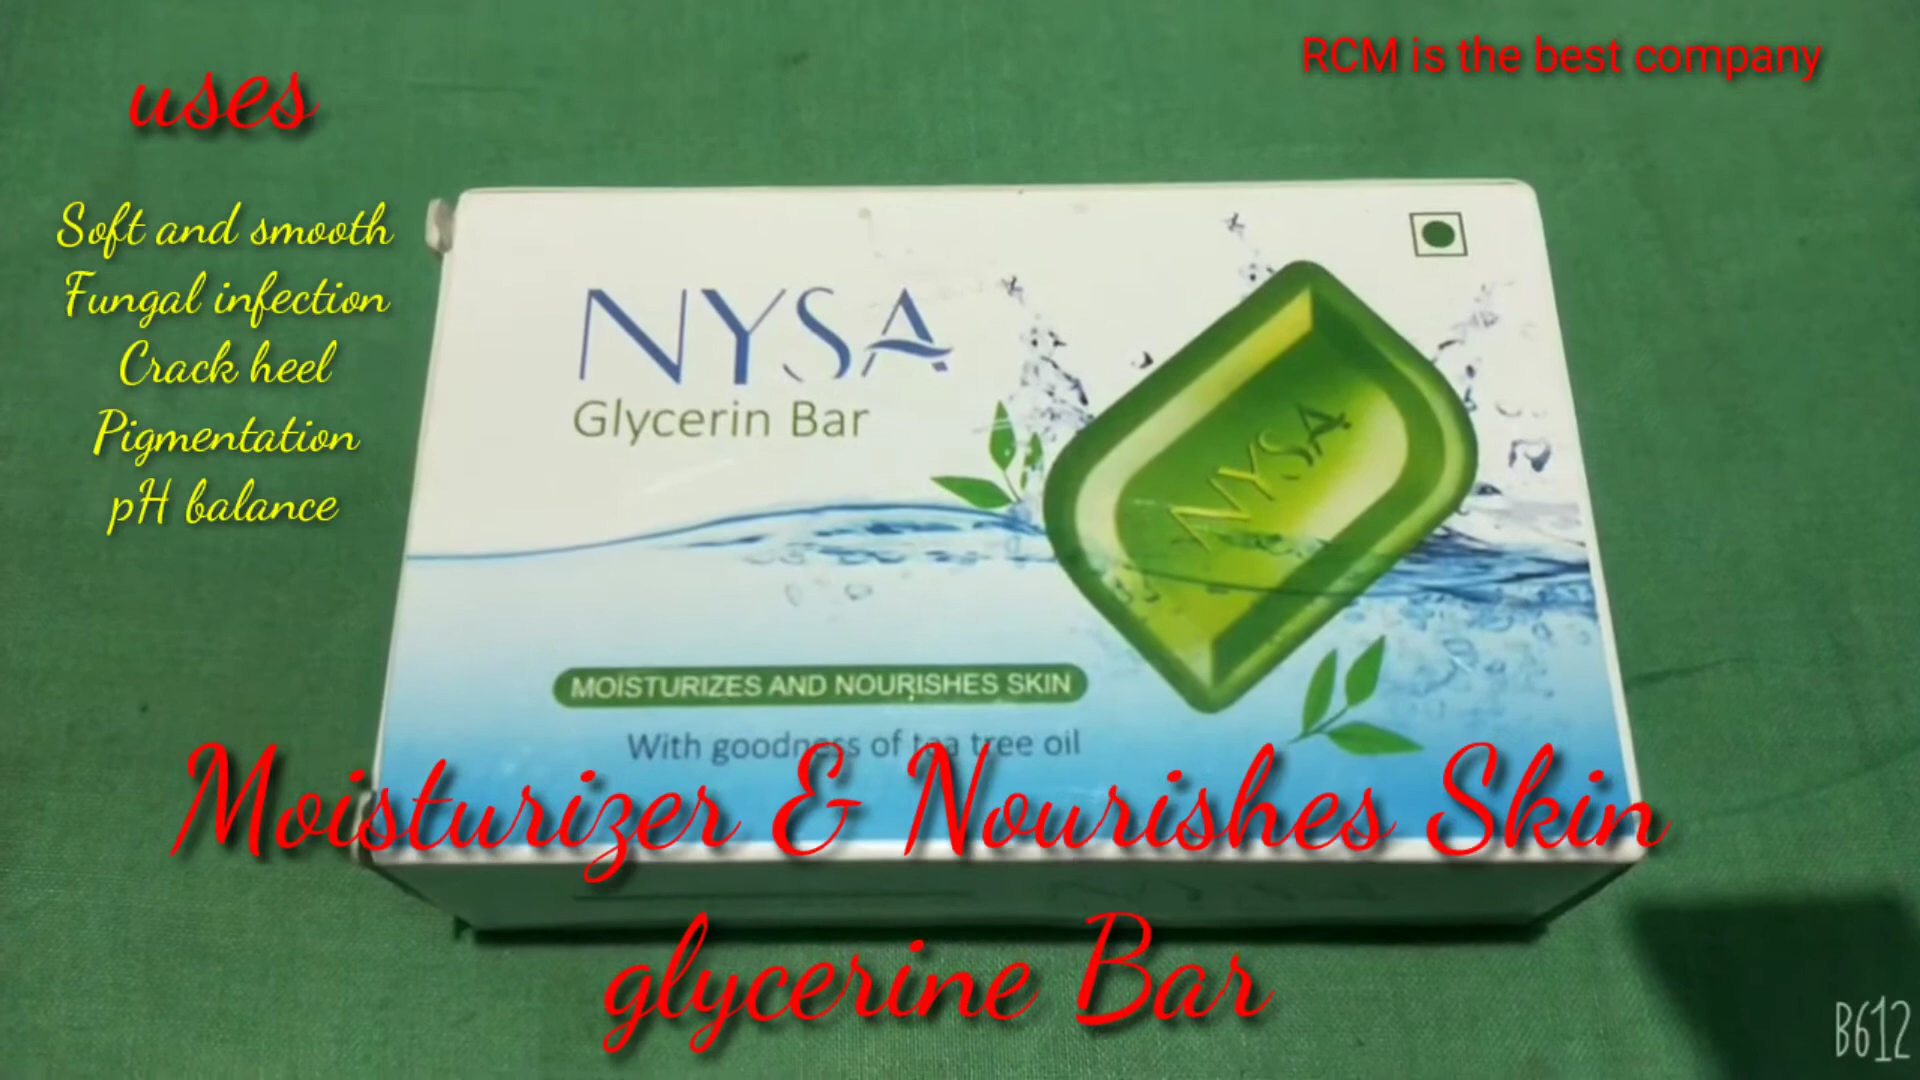 RCM is the best company
uses
Soft and smooth
Fungal infection
Crack heel
Pigmentation
pH balance
NYSA
Glycerin Bar
NYSA
MOISTURIZES AND NOURISHES SKIN
With goodness of tea tree oil
Moisturizer & Nourishes Skin
glycerine Bar
NYSA
B612